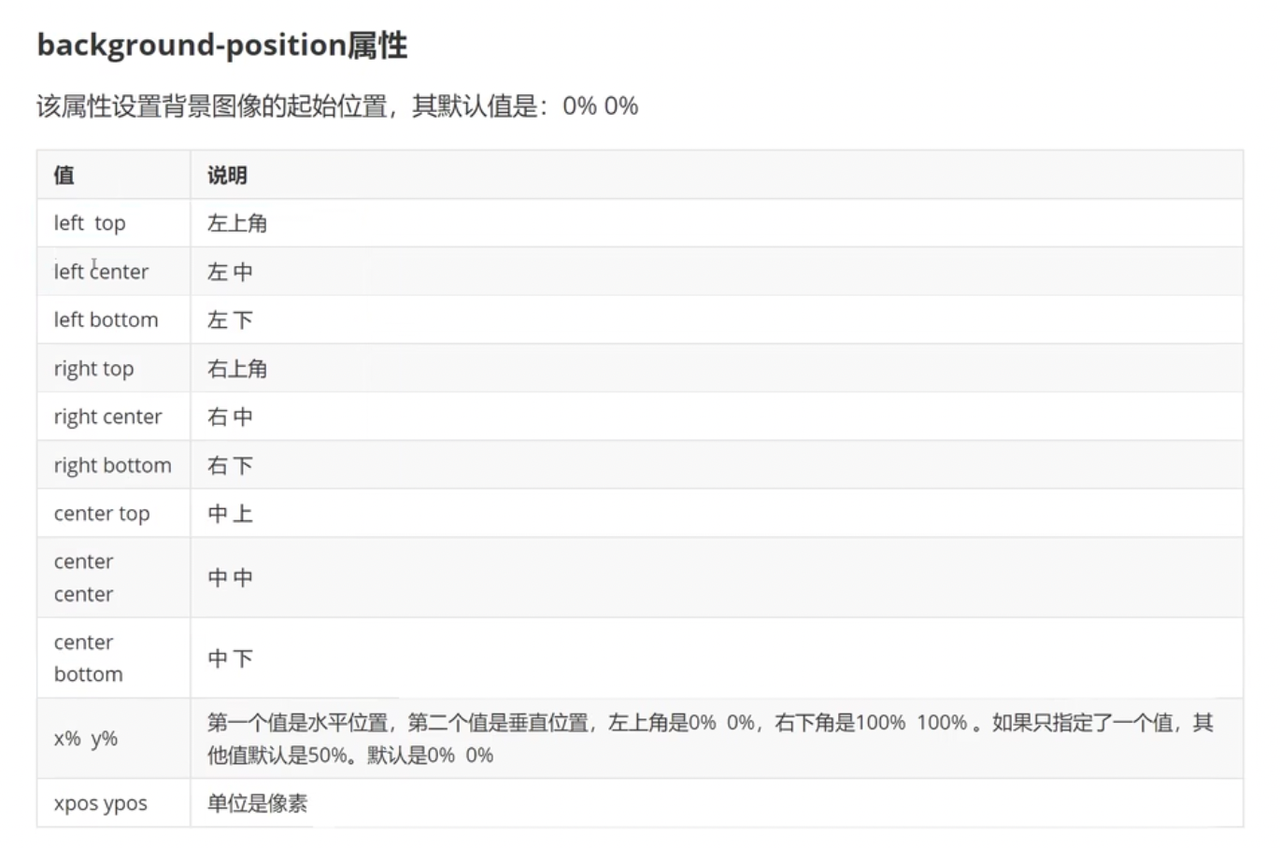 background-position属性
该属性设置背景图像的起始位置，其默认值是：0% 0%
值 说明
left top 左上角
left center 左 中
left bottom 左 下
right top 右上角
right center 右 中
right bottom 右 下
center top 中 上
center
center
中 中
center
bottom
中 下
x% y%
第一个值是水平位置，第二个值是垂直位置，左上角是0% 0%，右下角是100% 100% 。如果只指定了一个值，其
他值默认是50%。默认是0% 0%
xpos ypos 单位是像素